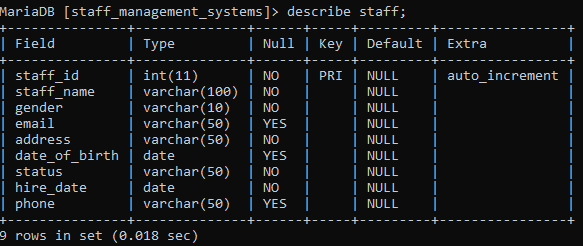 MariaDB [staff_management_systems]> describe staff;
+---------------+--------------+------+-----+---------+----------------+
| Field         | Type         | Null | Key | Default | Extra          |
+---------------+--------------+------+-----+---------+----------------+
| staff_id      | int(11)      | NO   | PRI | NULL    | auto_increment |
| staff_name    | varchar(100) | NO   |     | NULL    |                |
| gender        | varchar(10)  | NO   |     | NULL    |                |
| email         | varchar(50)  | YES  |     | NULL    |                |
| address       | varchar(50)  | NO   |     | NULL    |                |
| date_of_birth | date         | YES  |     | NULL    |                |
| status        | varchar(50)  | NO   |     | NULL    |                |
| hire_date     | date         | NO   |     | NULL    |                |
| phone         | varchar(50)  | YES  |     | NULL    |                |
+---------------+--------------+------+-----+---------+----------------+
9 rows in set (0.018 sec)